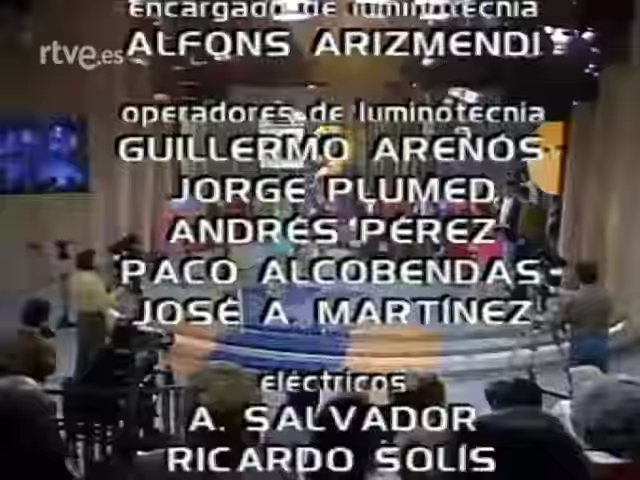 encargado de luminotecnia
rtve.es
ALFONS ARIZMENDI
operadores de luminotecnia
GUILLERMO AREÑOS
JORGE PLUMED
ANDRÉS PÉREZ
PACO ALCOBENDAS
JOSÉ A. MARTÍNEZ
eléctricos
A. SALVADOR
RICARDO SOLÍS